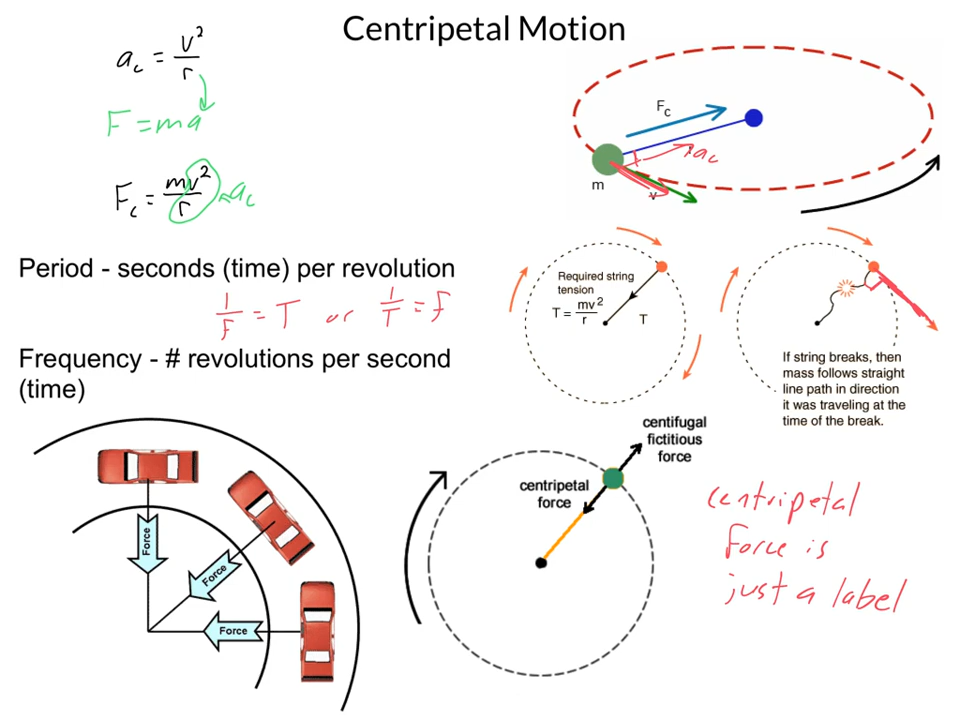 Centripetal Motion
a_c = v²/r
F = ma
F_c = mv²/r = a_c
F_c
a_c
m
v
Period - seconds (time) per revolution
1/f = T or 1/T = f
Frequency - # revolutions per second
(time)
Required string
tension
T = mv²/r
T
If string breaks, then
mass follows straight
line path in direction
it was traveling at the
time of the break.
Force
Force
Force
centifugal
fictitious
force
centripetal
force
centripetal
force is
just a label